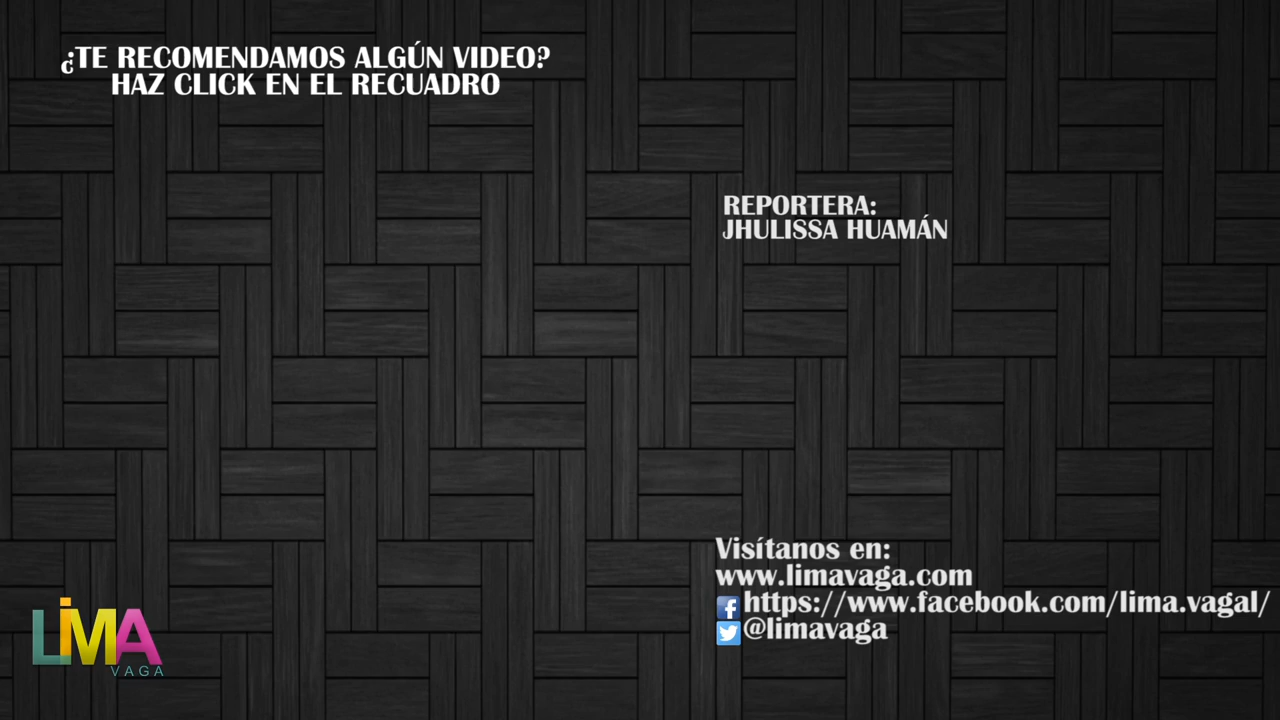 ¿TE RECOMENDAMOS ALGÚN VIDEO?
HAZ CLICK EN EL RECUADRO
REPORTERA:
JHULISSA HUAMÁN
Visítanos en:
www.limavaga.com
https://www.facebook.com/lima.vagal/
@limavaga
LiMA
VAGA